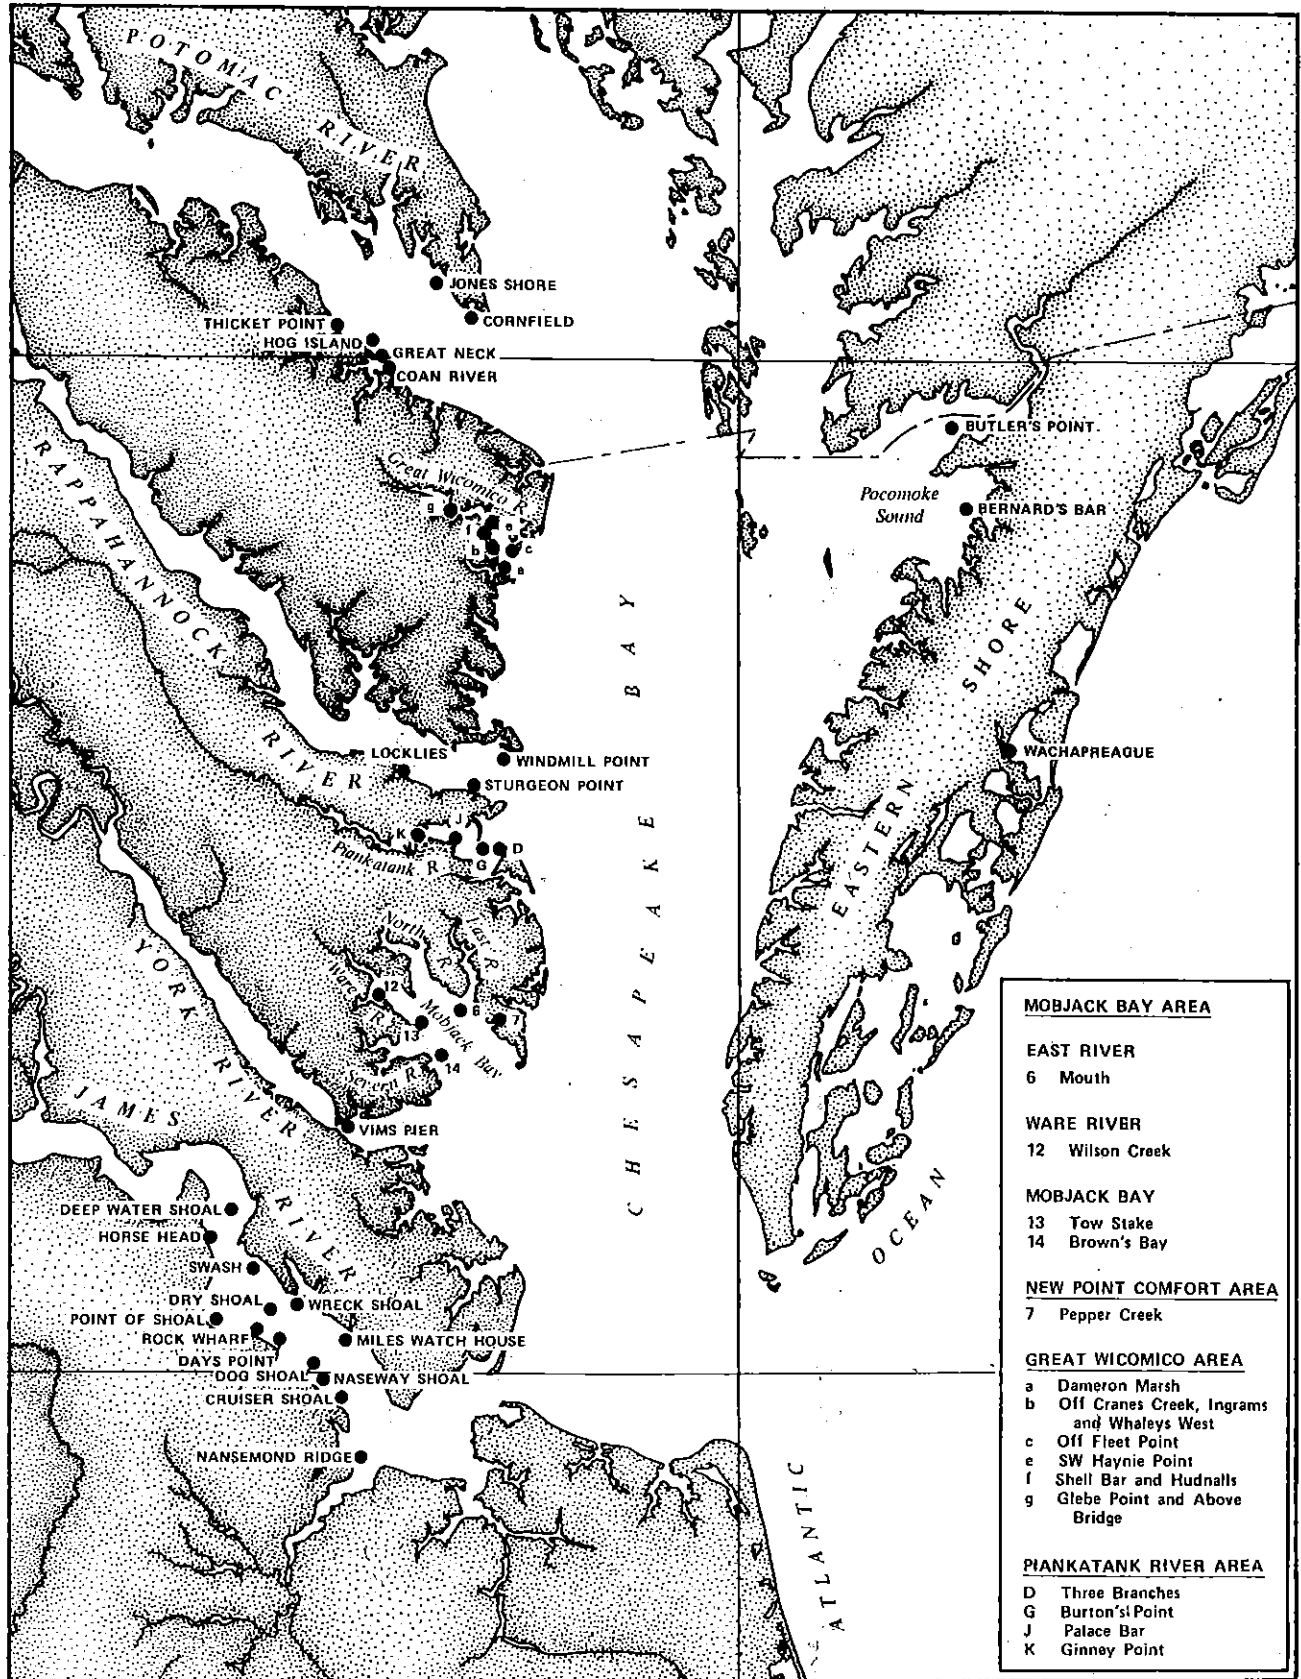 POTOMAC
RIVER
JONES SHORE
CORNFIELD
THICKET POINT
HOG ISLAND
GREAT NECK
COAN RIVER
BUTLER'S POINT.
RAPPAHANNOCK
RIVER
Great Wicomico R.
g
e
f
b
c
a
Pocomoke
Sound
BERNARD'S BAR
CHESAPEAKE BAY
EASTERN SHORE
LOCKLIES
WINDMILL POINT
STURGEON POINT
WACHAPREAGUE
K
J
G
D
Piankatank R.
YORK
RIVER
North R.
East R.
Ware R.
12
6
7
13
14
Mobjack Bay
Severn R.
VIMS PIER
JAMES
RIVER
DEEP WATER SHOAL
HORSE HEAD
SWASH
DRY SHOAL
WRECK SHOAL
POINT OF SHOAL
ROCK WHARF
MILES WATCH HOUSE
DAYS POINT
DOG SHOAL
NASEWAY SHOAL
CRUISER SHOAL
NANSEMOND RIDGE
ATLANTIC
OCEAN
MOBJACK BAY AREA
EAST RIVER
6 Mouth
WARE RIVER
12 Wilson Creek
MOBJACK BAY
13 Tow Stake
14 Brown's Bay
NEW POINT COMFORT AREA
7 Pepper Creek
GREAT WICOMICO AREA
a Dameron Marsh
b Off Cranes Creek, Ingrams
and Whaleys West
c Off Fleet Point
e SW Haynie Point
f Shell Bar and Hudnalls
g Glebe Point and Above
Bridge
PIANKATANK RIVER AREA
D Three Branches
G Burton's Point
J Palace Bar
K Ginney Point